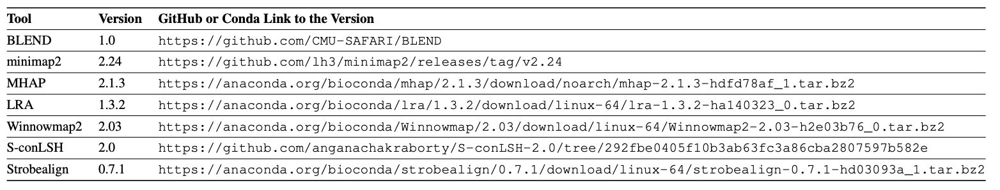 Tool Version GitHub or Conda Link to the Version
BLEND 1.0 https://github.com/CMU-SAFARI/BLEND
minimap2 2.24 https://github.com/lh3/minimap2/releases/tag/v2.24
MHAP 2.1.3 https://anaconda.org/bioconda/mhap/2.1.3/download/noarch/mhap-2.1.3-hdfd78af_1.tar.bz2
LRA 1.3.2 https://anaconda.org/bioconda/lra/1.3.2/download/linux-64/lra-1.3.2-ha140323_0.tar.bz2
Winnowmap2 2.03 https://anaconda.org/bioconda/Winnowmap/2.03/download/linux-64/Winnowmap2-2.03-h2e03b76_0.tar.bz2
S-conLSH 2.0 https://github.com/anganachakraborty/S-conLSH-2.0/tree/292fbe0405f10b3ab63fc3a86cba2807597b582e
Strobealign 0.7.1 https://anaconda.org/bioconda/strobealign/0.7.1/download/linux-64/strobealign-0.7.1-hd03093a_1.tar.bz2